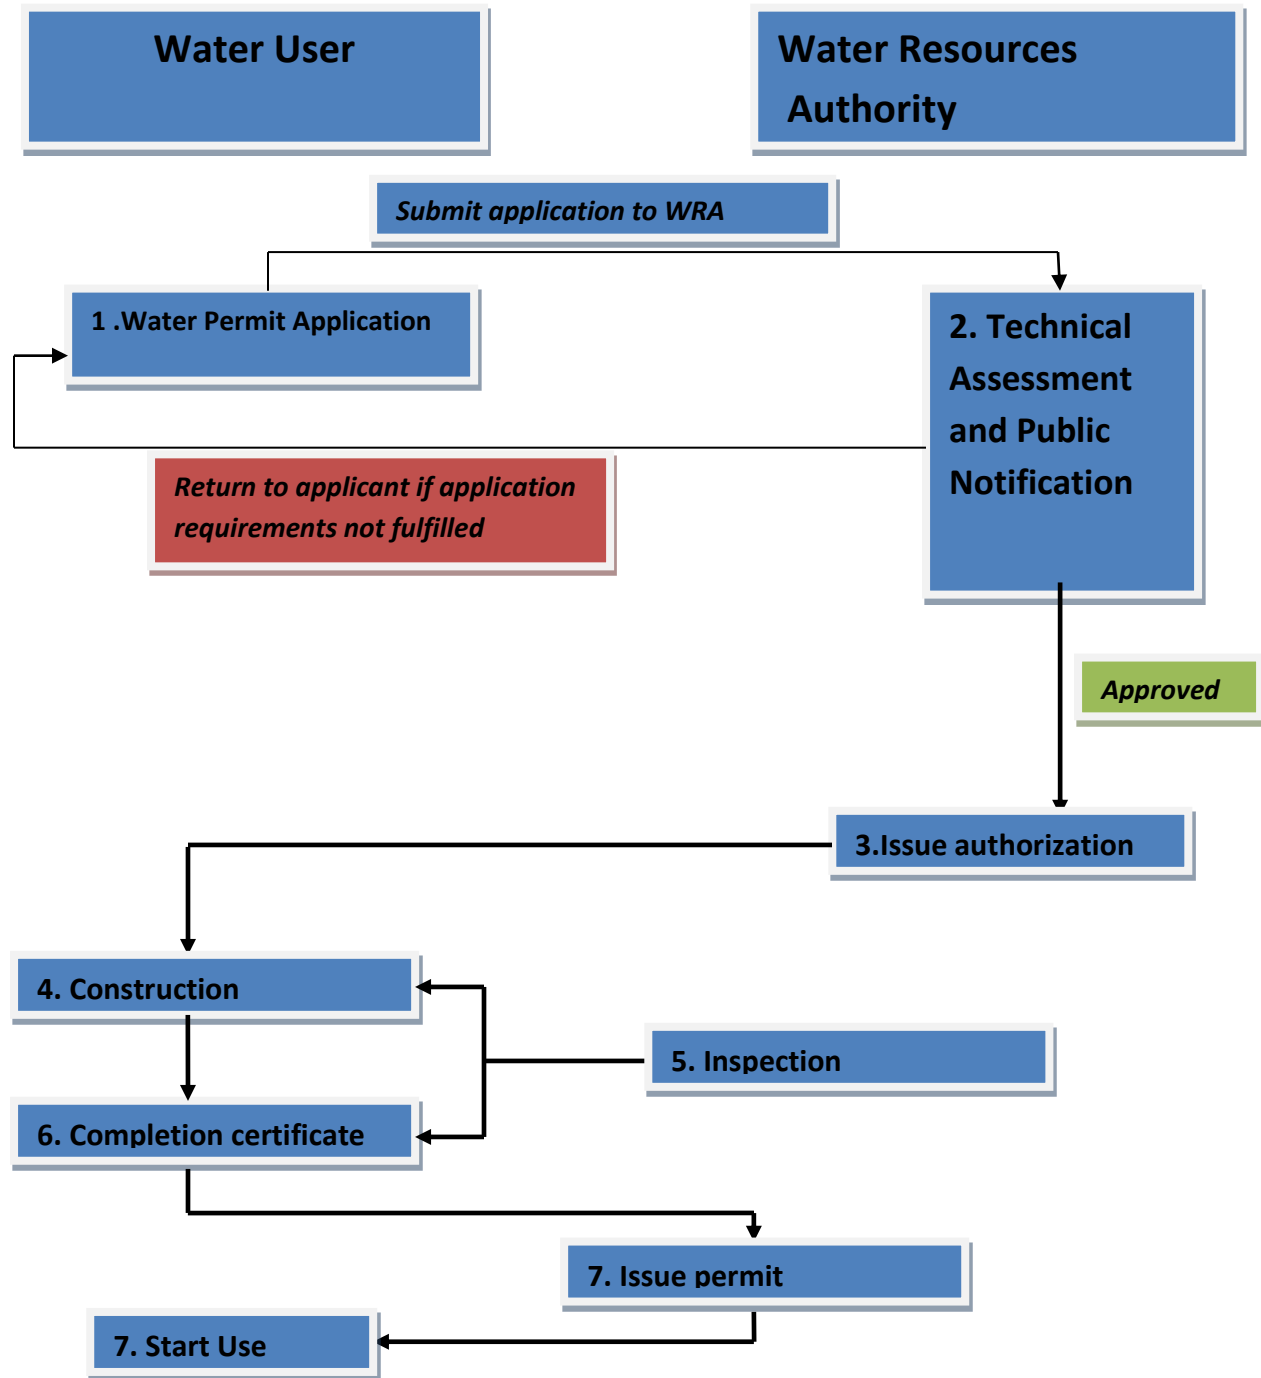 Water User
Water Resources
Authority
Submit application to WRA
1 .Water Permit Application
2. Technical
Assessment
and Public
Notification
Return to applicant if application
requirements not fulfilled
Approved
3.Issue authorization
4. Construction
5. Inspection
6. Completion certificate
7. Issue permit
7. Start Use